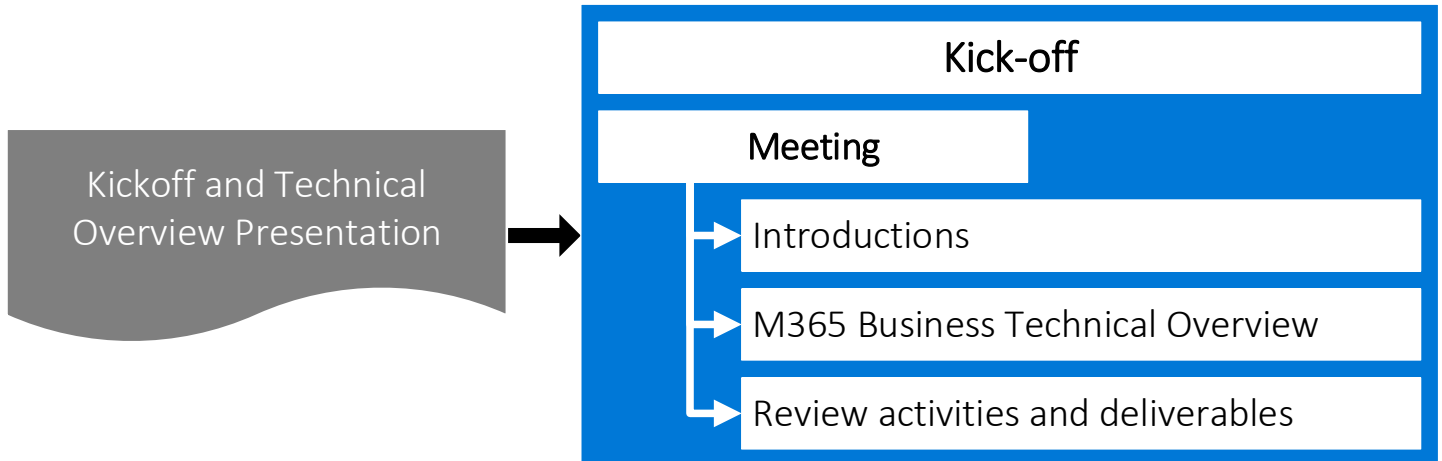 Kickoff and Technical
Overview Presentation
Kick-off
Meeting
Introductions
M365 Business Technical Overview
Review activities and deliverables